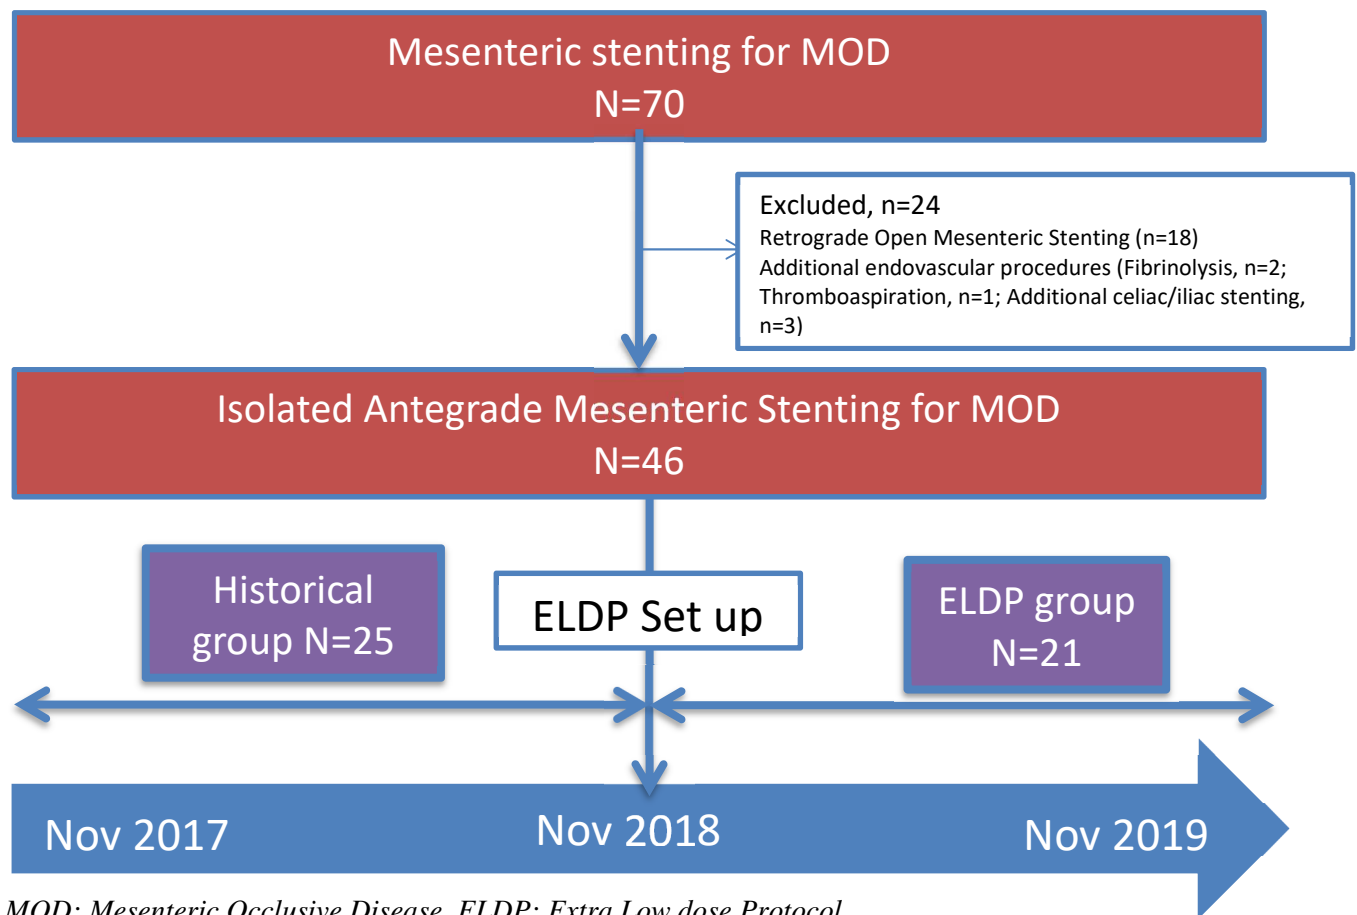 Mesenteric stenting for MOD
N=70
Excluded, n=24
Retrograde Open Mesenteric Stenting (n=18)
Additional endovascular procedures (Fibrinolysis, n=2;
Thromboaspiration, n=1; Additional celiac/iliac stenting,
n=3)
Isolated Antegrade Mesenteric Stenting for MOD
N=46
Historical
group N=25
ELDP Set up
ELDP group
N=21
Nov 2017
Nov 2018
Nov 2019
MOD: Mesenteric Occlusive Disease, ELDP: Extra Low dose Protocol